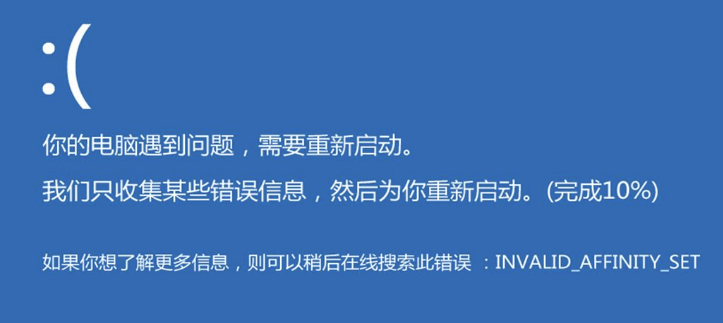 :(
你的电脑遇到问题，需要重新启动。
我们只收集某些错误信息，然后为你重新启动。(完成10%)
如果你想了解更多信息，则可以稍后在线搜索此错误 ：INVALID_AFFINITY_SET